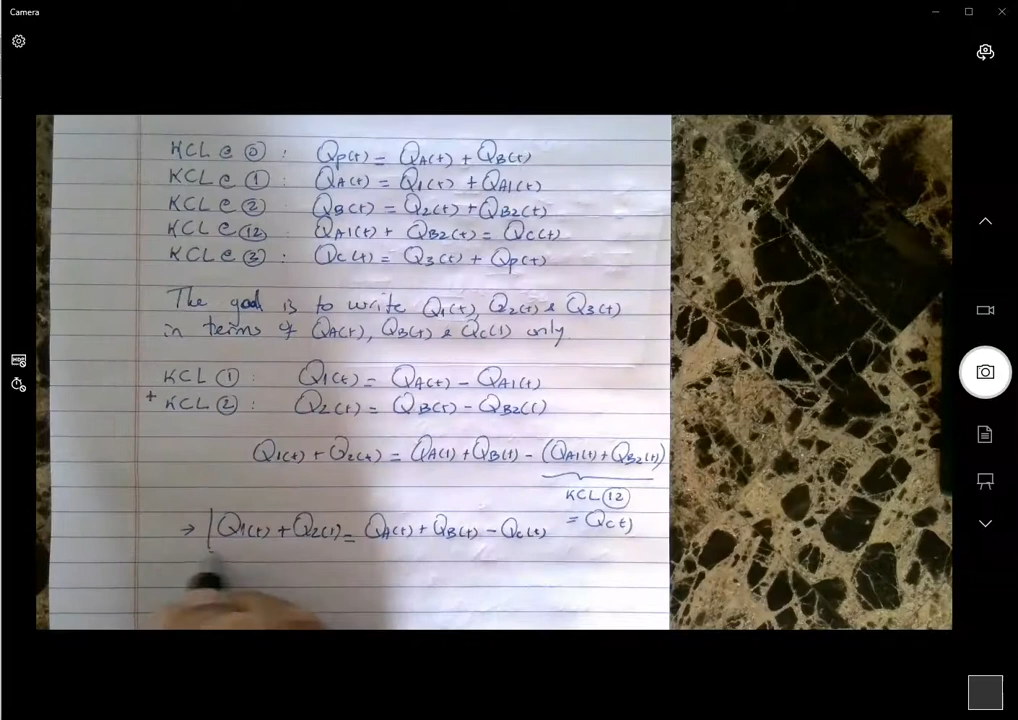 Camera
KCL @ ⓪ : Qp(t) = QA(t) + QB(t)
KCL @ ① : QA(t) = Q1(t) + QA1(t)
KCL @ ② : QB(t) = Q2(t) + QB2(t)
KCL @ ⑫ : QA1(t) + QB2(t) = Qc(t)
KCL @ ③ : Qc(t) = Q3(t) + Qp(t)
The goal is to write Q1(t), Q2(t) & Q3(t)
in terms of QA(t), QB(t) & Qc(t) only
KCL ① : Q1(t) = QA(t) - QA1(t)
+ KCL ② : Q2(t) = QB(t) - QB2(t)
Q1(t) + Q2(t) = QA(t) + QB(t) - (QA1(t) + QB2(t))
KCL ⑫
= Qc(t)
→ Q1(t) + Q2(t) = QA(t) + QB(t) - Qc(t)